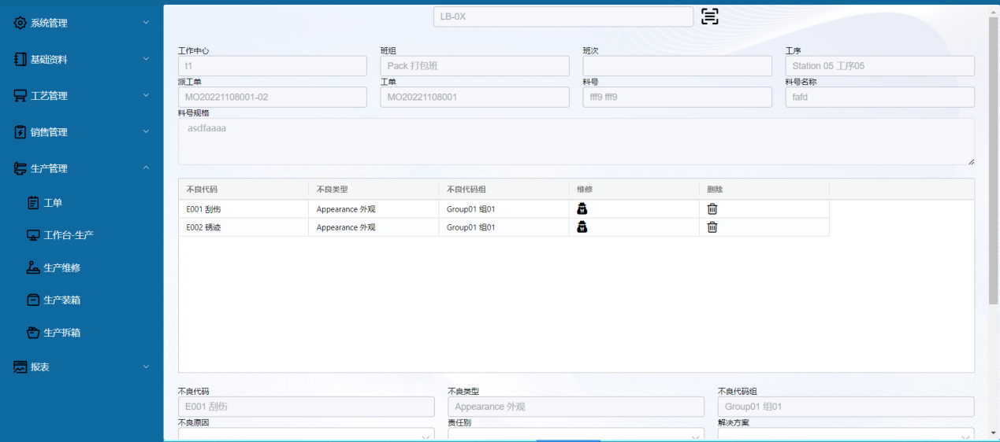 系统管理
基础资料
工艺管理
销售管理
生产管理
工单
工作台-生产
生产维修
生产装箱
生产拆箱
报表
LB-0X
工作中心 班组 班次 工序
t1 Pack 打包班 Station 05 工序05
派工单 工单 料号 料号名称
MO20221108001-02 MO20221108001 fff9 fff9 fafd
料号规格
asdfaaaa
不良代码 不良类型 不良代码组 维修 删除
E001 刮伤 Appearance 外观 Group01 组01
E002 锈迹 Appearance 外观 Group01 组01
不良代码 不良类型 不良代码组
E001 刮伤 Appearance 外观 Group01 组01
不良原因 责任别 解决方案